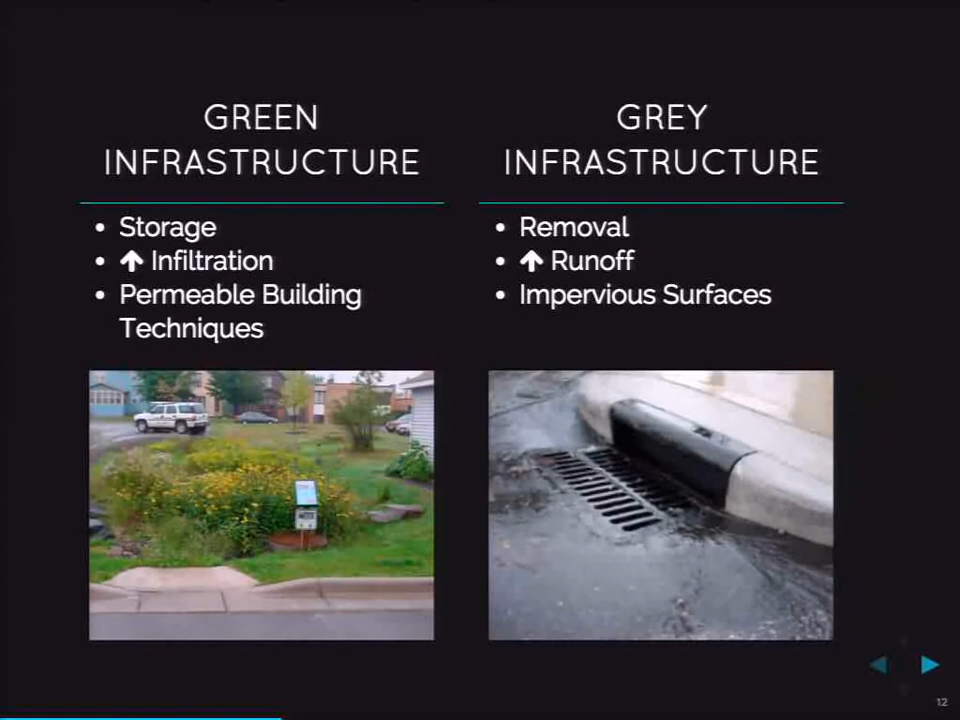 GREEN
INFRASTRUCTURE
• Storage
• ↑ Infiltration
• Permeable Building
Techniques
GREY
INFRASTRUCTURE
• Removal
• ↑ Runoff
• Impervious Surfaces
12